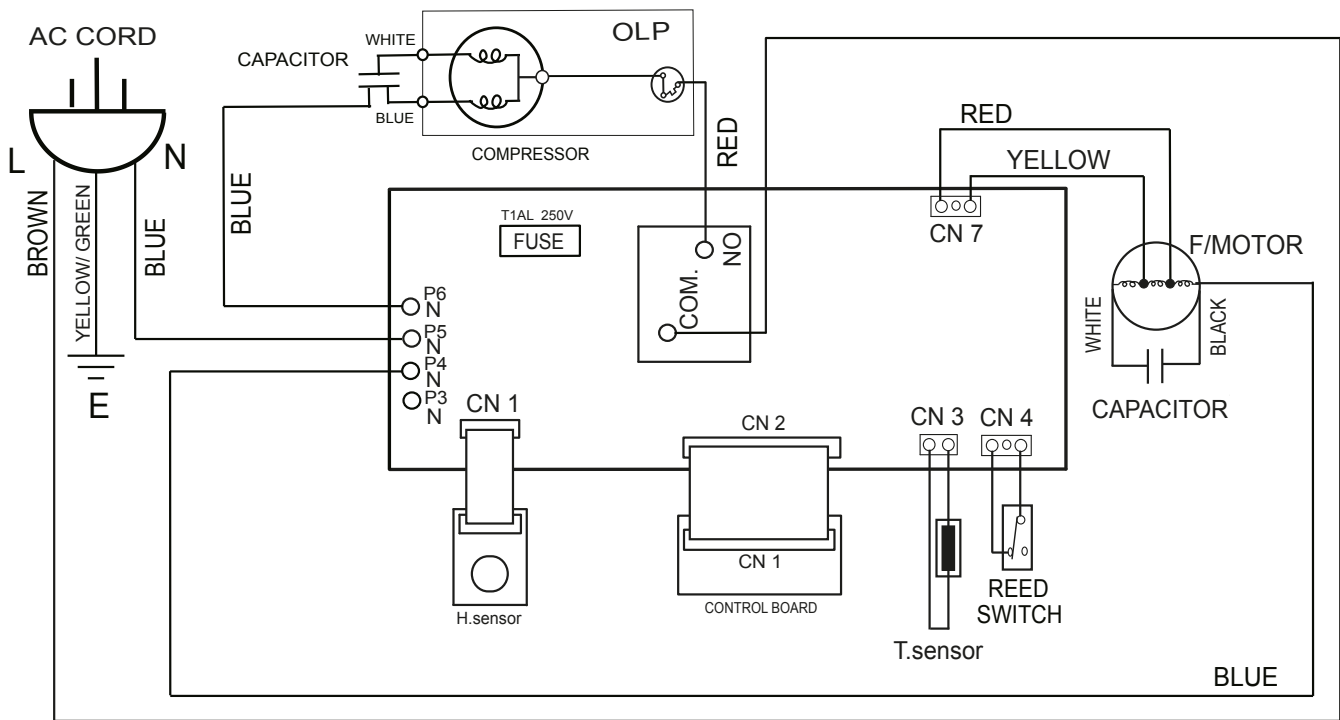 AC CORD
L
N
BROWN
YELLOW/ GREEN
BLUE
E
CAPACITOR
WHITE
BLUE
OLP
COMPRESSOR
BLUE
RED
T1AL 250V
FUSE
COM.
NO
P6
N
P5
N
P4
N
P3
N
RED
YELLOW
CN 7
F/MOTOR
WHITE
BLACK
CAPACITOR
CN 1
H.sensor
CN 2
CN 1
CONTROL BOARD
CN 3
CN 4
T.sensor
REED
SWITCH
BLUE